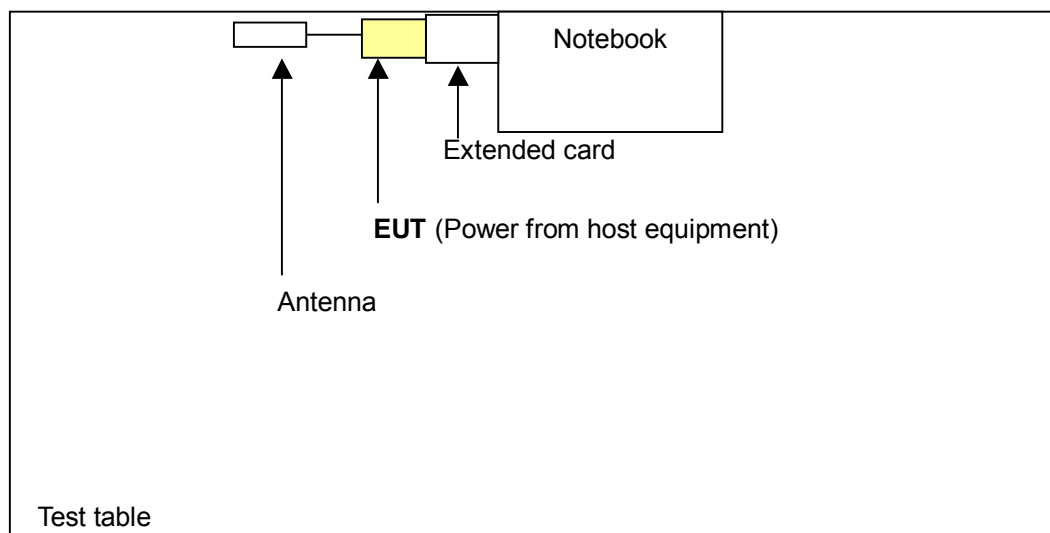 Notebook
Extended card
EUT (Power from host equipment)
Antenna
Test table